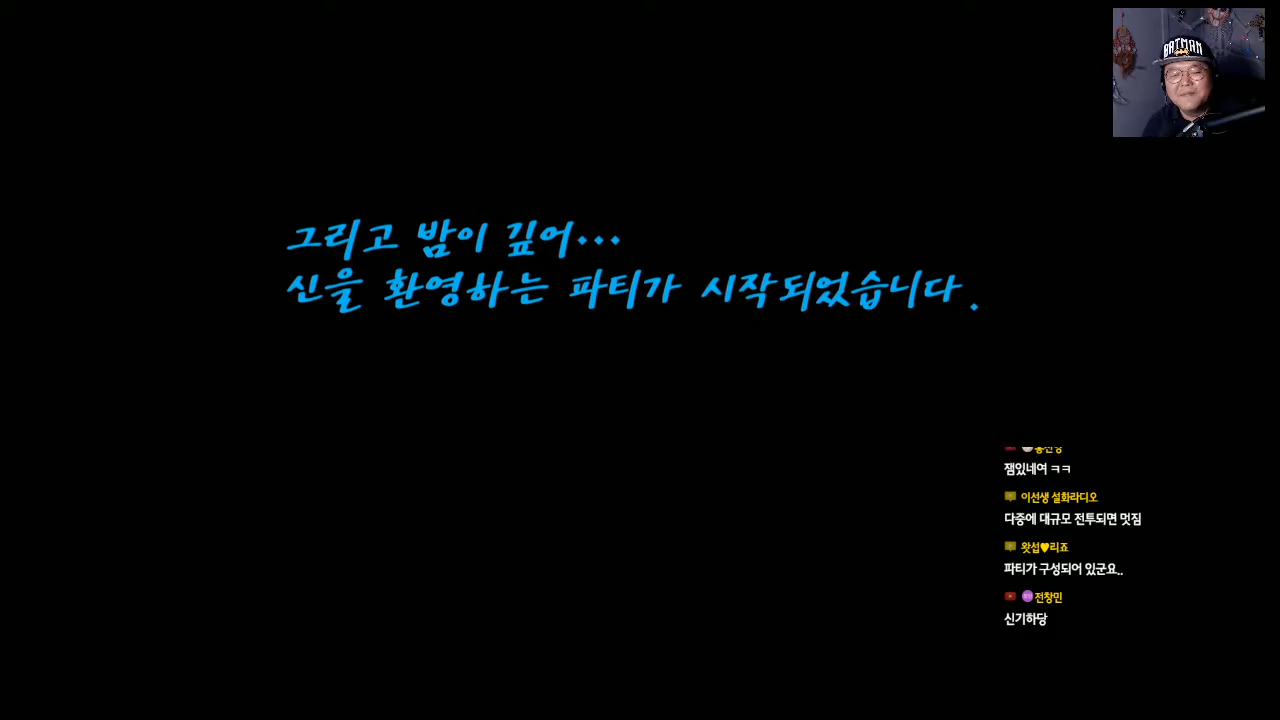 BATMAN
그리고 밤이 깊어...
신을 환영하는 파티가 시작되었습니다.
잼있네여 ㅋㅋ
이선생 설화라디오
다중에 대규모 전투되면 멋짐
왓섭♥리죠
파티가 구성되어 있군요..
전창민
신기하당